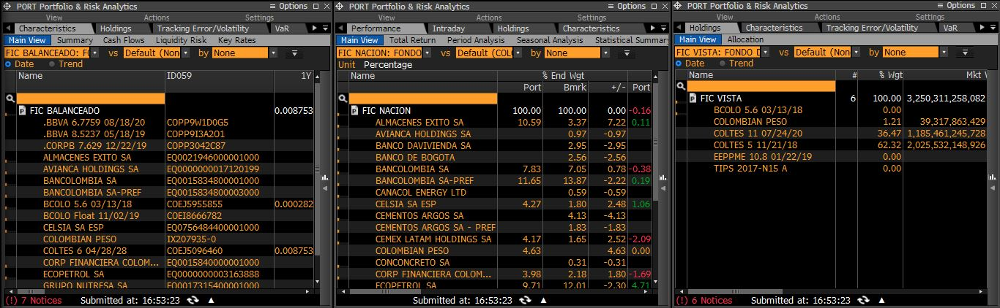 PORT Portfolio & Risk Analytics Options
View Actions Settings
Characteristics Holdings Tracking Error/Volatility VaR
Main View Summary Cash Flows Liquidity Risk Key Rates
FIC BALANCEADO: FO vs Default (Non by None
Date Trend
Name ID059 1Y
FIC BALANCEADO 0.008753
.BBVA 6.7759 08/18/20 COPP9W1D0G5
.BBVA 8.5237 05/18/19 COPP9I3A2O1
.CORPB 7.629 12/22/19 COPP3042C87
ALMACENES EXITO SA EQ0021946000001000
AVIANCA HOLDINGS SA EQ0000000017120199
BANCOLOMBIA SA EQ0015834800001000
BANCOLOMBIA SA-PREF EQ0015834800003000
BCOLO 5.6 03/13/18 COEJ5955855 0.000282
BCOLO Float 11/02/19 COEI8666782
CELSIA SA ESP EQ0756484400001000
COLOMBIAN PESO IX207935-0
COLTES 6 04/28/28 COEJ5096460 0.008753
CORP FINANCIERA COLOM... EQ0015840000001000
ECOPETROL SA EQ0000000003163888
GRUPO NUTRESA SA EQ0017315400001000
(!) 7 Notices Submitted at: 16:53:23
PORT Portfolio & Risk Analytics Options
View Actions Settings
Performance Intraday Holdings Characteristics
Main View Total Return Period Analysis Seasonal Analysis Statistical Summar
FIC NACION: FONDO vs Default (COL by None
Unit Percentage
Name % End Wgt
Port Bmrk +/- Port
FIC NACION 100.00 100.00 0.00 -0.16
ALMACENES EXITO SA 10.59 3.37 7.22 0.11
AVIANCA HOLDINGS SA 0.97 -0.97
BANCO DAVIVIENDA SA 2.95 -2.95
BANCO DE BOGOTA 2.56 -2.56
BANCOLOMBIA SA 7.83 7.05 0.78 -0.38
BANCOLOMBIA SA-PREF 11.65 13.87 -2.22 0.19
CANACOL ENERGY LTD 0.59 -0.59
CELSIA SA ESP 4.27 1.80 2.48 1.06
CEMENTOS ARGOS SA 4.13 -4.13
CEMENTOS ARGOS SA - PREF 1.83 -1.83
CEMEX LATAM HOLDINGS SA 4.17 1.65 2.52 -2.09
COLOMBIAN PESO 4.63 4.63 0.00
CONCONCRETO SA 0.31 -0.31
CORP FINANCIERA COLOM... 3.98 2.18 1.80 -1.69
ECOPETROL SA 9.71 12.01 -2.30 4.71
Submitted at: 16:53:23
PORT Portfolio & Risk Analytics Options
View Actions Settings
Holdings Characteristics Tracking Error/Volatility VaR
Main View Allocation
FIC VISTA: FONDO D vs Default (Non by None
Date Trend
Name # % Wgt Mkt V
FIC VISTA 6 100.00 3,250,311,258,082
BCOLO 5.6 03/13/18 0.00
COLOMBIAN PESO 1.21 39,317,863,429
COLTES 11 07/24/20 36.47 1,185,461,245,728
COLTES 5 11/21/18 62.32 2,025,532,148,926
EEPPME 10.8 01/22/19 0.00
TIPS 2017-N15 A 0.00
(!) 6 Notices Submitted at: 16:53:23